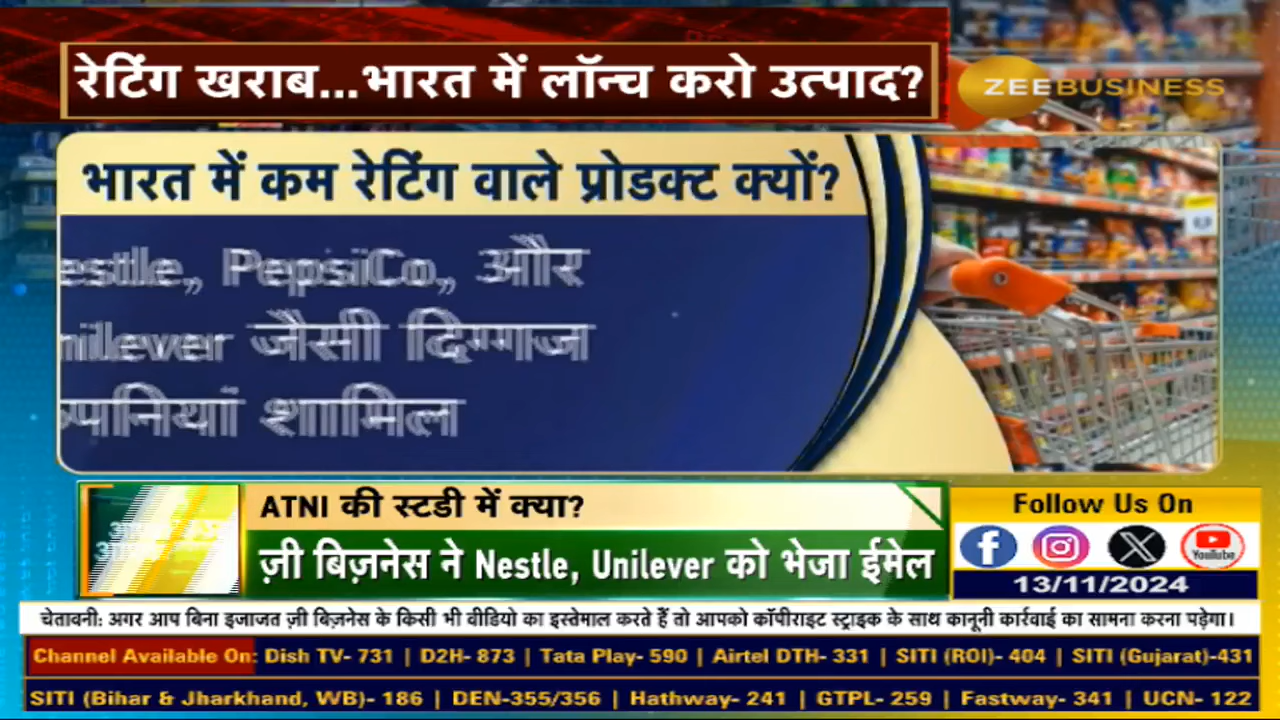 रेटिंग खराब...भारत में लॉन्च करो उत्पाद?
ZEEBUSINESS
भारत में कम रेटिंग वाले प्रोडक्ट क्यों?
estle, PepsiCo, और
nilever जैसी दिग्गज
शामिल
ATNI की स्टडी में क्या?
ज़ी बिज़नेस ने Nestle, Unilever को भेजा ईमेल
Follow Us On
YouTube
13/11/2024
चेतावनी: अगर आप बिना इजाजत ज़ी बिज़नेस के किसी भी वीडियो का इस्तेमाल करते हैं तो आपको कॉपीराइट स्ट्राइक के साथ कानूनी कार्रवाई का सामना करना पड़ेगा।
Channel Available On: Dish TV- 731 | D2H- 873 | Tata Play- 590 | Airtel DTH- 331 | SITI (ROI)- 404 | SITI (Gujarat)-431
SITI (Bihar & Jharkhand, WB)- 186 | DEN-355/356 | Hathway- 241 | GTPL- 259 | Fastway- 341 | UCN- 122